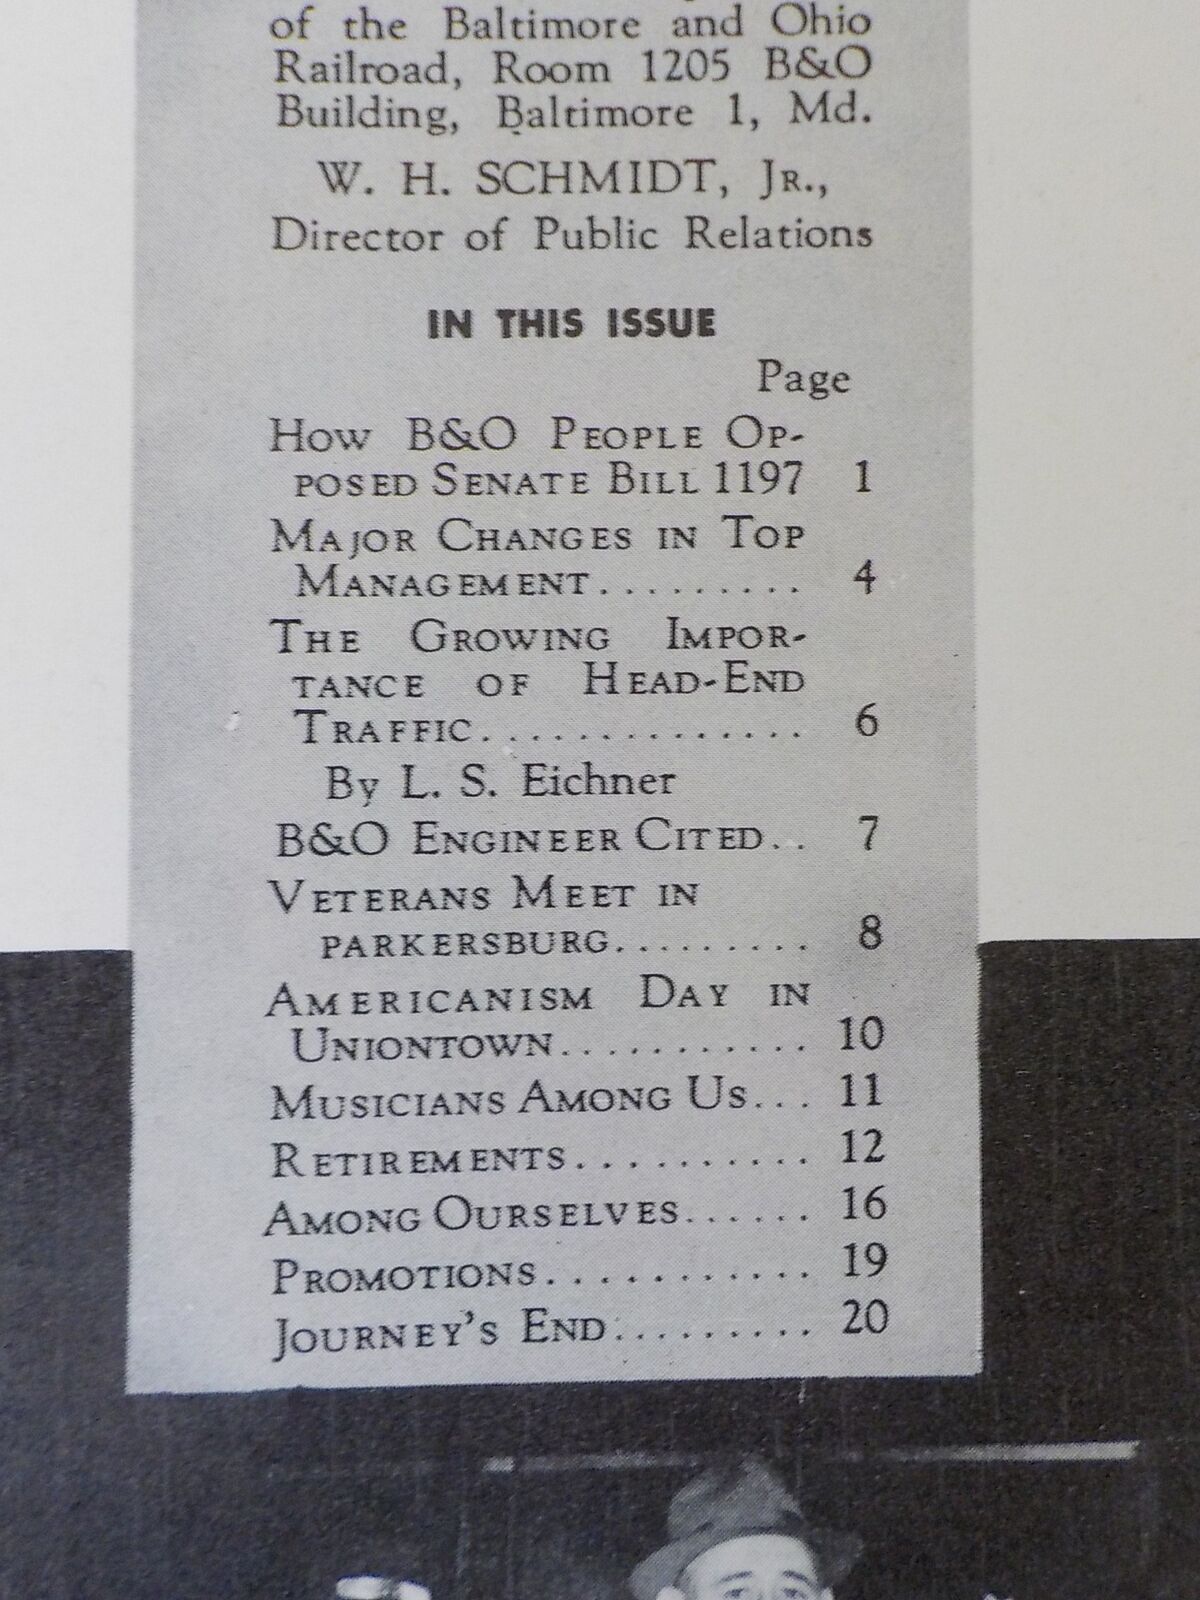 of the Baltimore and Ohio
Railroad, Room 1205 B&O
Building, Baltimore 1, Md.
W. H. SCHMIDT, JR.,
Director of Public Relations
IN THIS ISSUE
Page
HOW B&O PEOPLE OP-
POSED SENATE BILL 1197 1
MAJOR CHANGES IN TOP
MANAGEMENT......... 4
THE GROWING IMPOR-
TANCE OF HEAD-END
TRAFFIC.............. 6
By L. S. Eichner
B&O ENGINEER CITED.. 7
VETERANS MEET IN
PARKERSBURG......... 8
AMERICANISM DAY IN
UNIONTOWN........... 10
MUSICIANS AMONG US... 11
RETIREMENTS........... 12
AMONG OURSELVES...... 16
PROMOTIONS............ 19
JOURNEY'S END......... 20